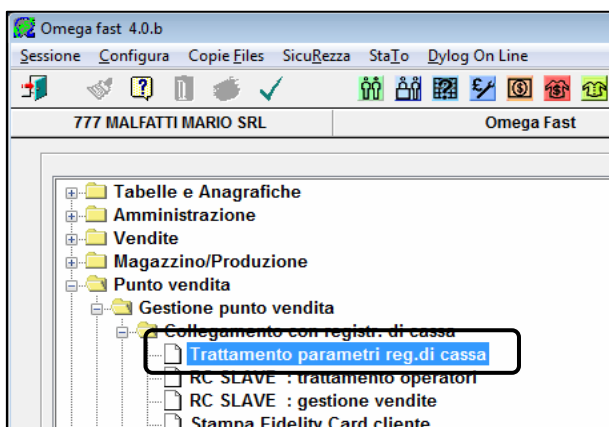 Omega fast 4.0.b
Sessione Configura Copie Files SicuRezza StaTo Dylog On Line
777 MALFATTI MARIO SRL Omega Fast
Tabelle e Anagrafiche
Amministrazione
Vendite
Magazzino/Produzione
Punto vendita
Gestione punto vendita
Collegamento con registr. di cassa
Trattamento parametri reg.di cassa
RC SLAVE : trattamento operatori
RC SLAVE : gestione vendite
Stampa Fidelity Card cliente